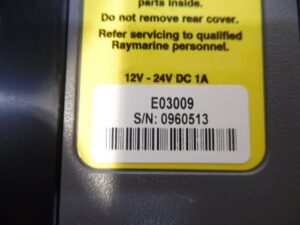 parts inside.
Do not remove rear cover.
Refer servicing to qualified
Raymarine personnel.
12V - 24V DC 1A
E03009
S/N: 0960513